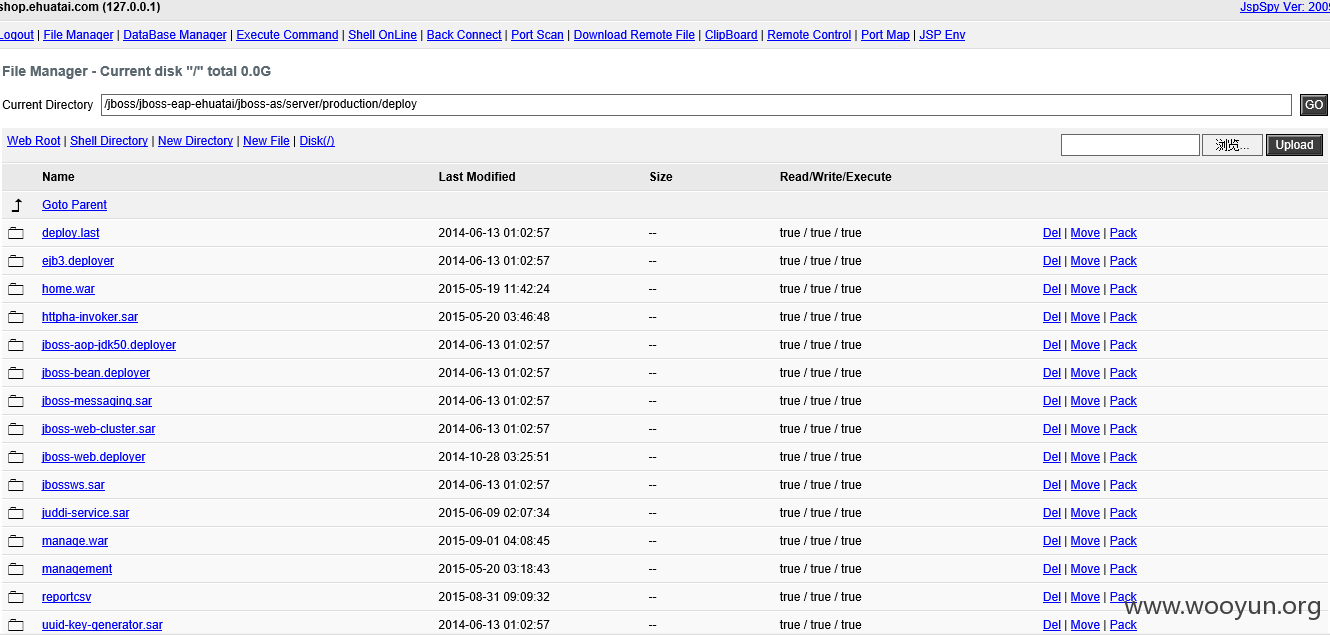 shop.ehuatai.com (127.0.0.1) JspSpy Ver: 2009
Logout | File Manager | DataBase Manager | Execute Command | Shell OnLine | Back Connect | Port Scan | Download Remote File | ClipBoard | Remote Control | Port Map | JSP Env
File Manager - Current disk "/" total 0.0G
Current Directory /jboss/jboss-eap-ehuatai/jboss-as/server/production/deploy GO
Web Root | Shell Directory | New Directory | New File | Disk(/) 浏览... Upload
Name Last Modified Size Read/Write/Execute
Goto Parent
deploy.last 2014-06-13 01:02:57 -- true / true / true Del | Move | Pack
ejb3.deployer 2014-06-13 01:02:57 -- true / true / true Del | Move | Pack
home.war 2015-05-19 11:42:24 -- true / true / true Del | Move | Pack
httpha-invoker.sar 2015-05-20 03:46:48 -- true / true / true Del | Move | Pack
jboss-aop-jdk50.deployer 2014-06-13 01:02:57 -- true / true / true Del | Move | Pack
jboss-bean.deployer 2014-06-13 01:02:57 -- true / true / true Del | Move | Pack
jboss-messaging.sar 2014-06-13 01:02:57 -- true / true / true Del | Move | Pack
jboss-web-cluster.sar 2014-06-13 01:02:57 -- true / true / true Del | Move | Pack
jboss-web.deployer 2014-10-28 03:25:51 -- true / true / true Del | Move | Pack
jbossws.sar 2014-06-13 01:02:57 -- true / true / true Del | Move | Pack
juddi-service.sar 2015-06-09 02:07:34 -- true / true / true Del | Move | Pack
manage.war 2015-09-01 04:08:45 -- true / true / true Del | Move | Pack
management 2015-05-20 03:18:43 -- true / true / true Del | Move | Pack
reportcsv 2015-08-31 09:09:32 -- true / true / true Del | Move | Pack
www.wooyun.org
uuid-key-generator.sar 2014-06-13 01:02:57 -- true / true / true Del | Move | Pack